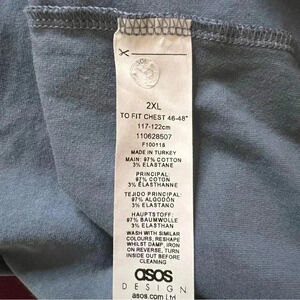 2XL
TO FIT CHEST 46-48"
117-122cm
110628507
F100115
MADE IN TURKEY
MAIN: 97% COTTON
3% ELASTANE
PRINCIPAL:
97% COTON
3% ELASTHANNE
TEJIDO PRINCIPAL:
97% ALGODÓN
3% ELASTANO
HAUPTSTOFF:
97% BAUMWOLLE
3% ELASTHAN
WASH WITH SIMILAR
COLOURS, RESHAPE
WHILST DAMP, IRON
ON REVERSE, TURN
INSIDE OUT BEFORE
CLEANING
asos
DESIGN
asos.com Ltd